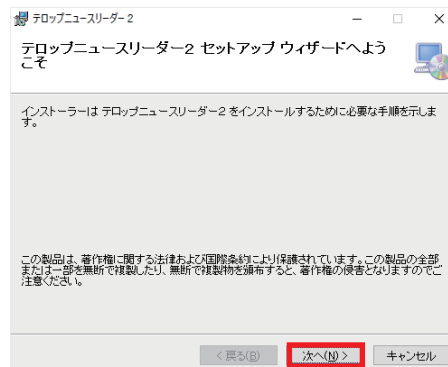 テロップニュースリーダー2
テロップニュースリーダー2 セットアップ ウィザードへよう
こそ
インストーラーは テロップニュースリーダー2 をインストールするために必要な手順を示しま
す。
この製品は、著作権に関する法律および国際条約により保護されています。この製品の全部
または一部を無断で複製したり、無断で複製物を頒布すると、著作権の侵害となりますのでご
注意ください。
< 戻る(B) 次へ(N) > キャンセル